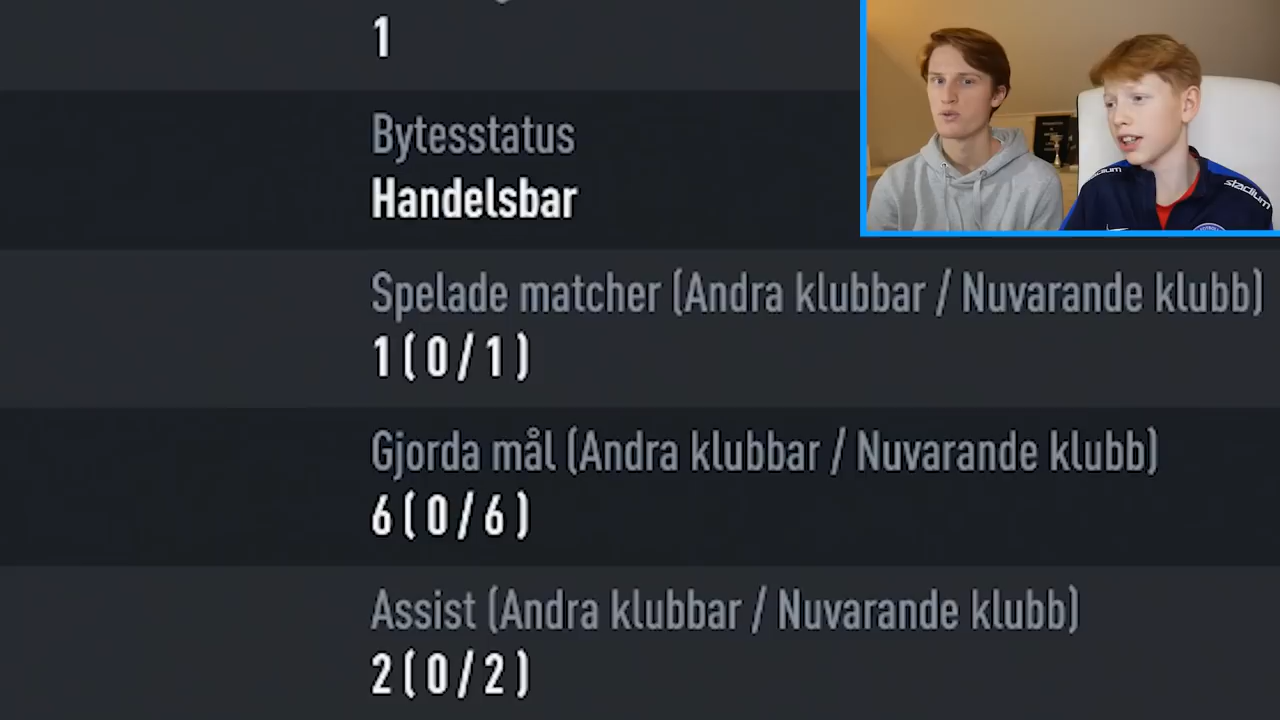 1
Bytesstatus
Handelsbar
Spelade matcher (Andra klubbar / Nuvarande klubb)
1 ( 0 / 1 )
Gjorda mål (Andra klubbar / Nuvarande klubb)
6 ( 0 / 6 )
Assist (Andra klubbar / Nuvarande klubb)
2 ( 0 / 2 )
stadium